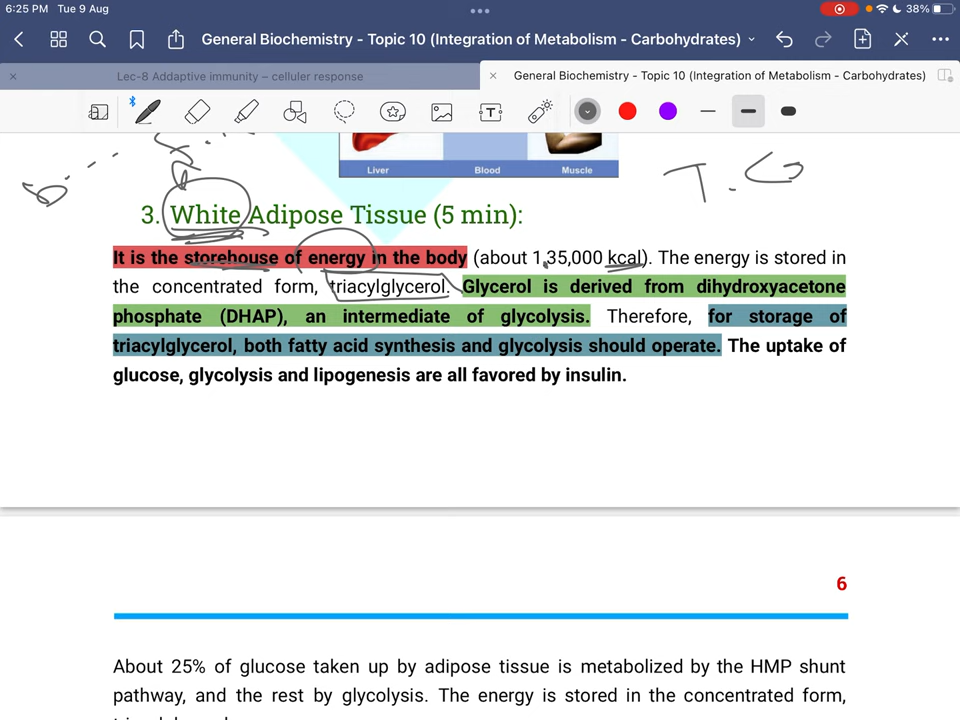 6:25 PM Tue 9 Aug
38%
General Biochemistry - Topic 10 (Integration of Metabolism - Carbohydrates)
Lec-8 Addaptive immunity – celluler response
General Biochemistry - Topic 10 (Integration of Metabolism - Carbohydrates)
Liver Blood Muscle
T.G
3. White Adipose Tissue (5 min):
It is the storehouse of energy in the body (about 1,35,000 kcal). The energy is stored in
the concentrated form, triacylglycerol. Glycerol is derived from dihydroxyacetone
phosphate (DHAP), an intermediate of glycolysis. Therefore, for storage of
triacylglycerol, both fatty acid synthesis and glycolysis should operate. The uptake of
glucose, glycolysis and lipogenesis are all favored by insulin.
6
About 25% of glucose taken up by adipose tissue is metabolized by the HMP shunt
pathway, and the rest by glycolysis. The energy is stored in the concentrated form,